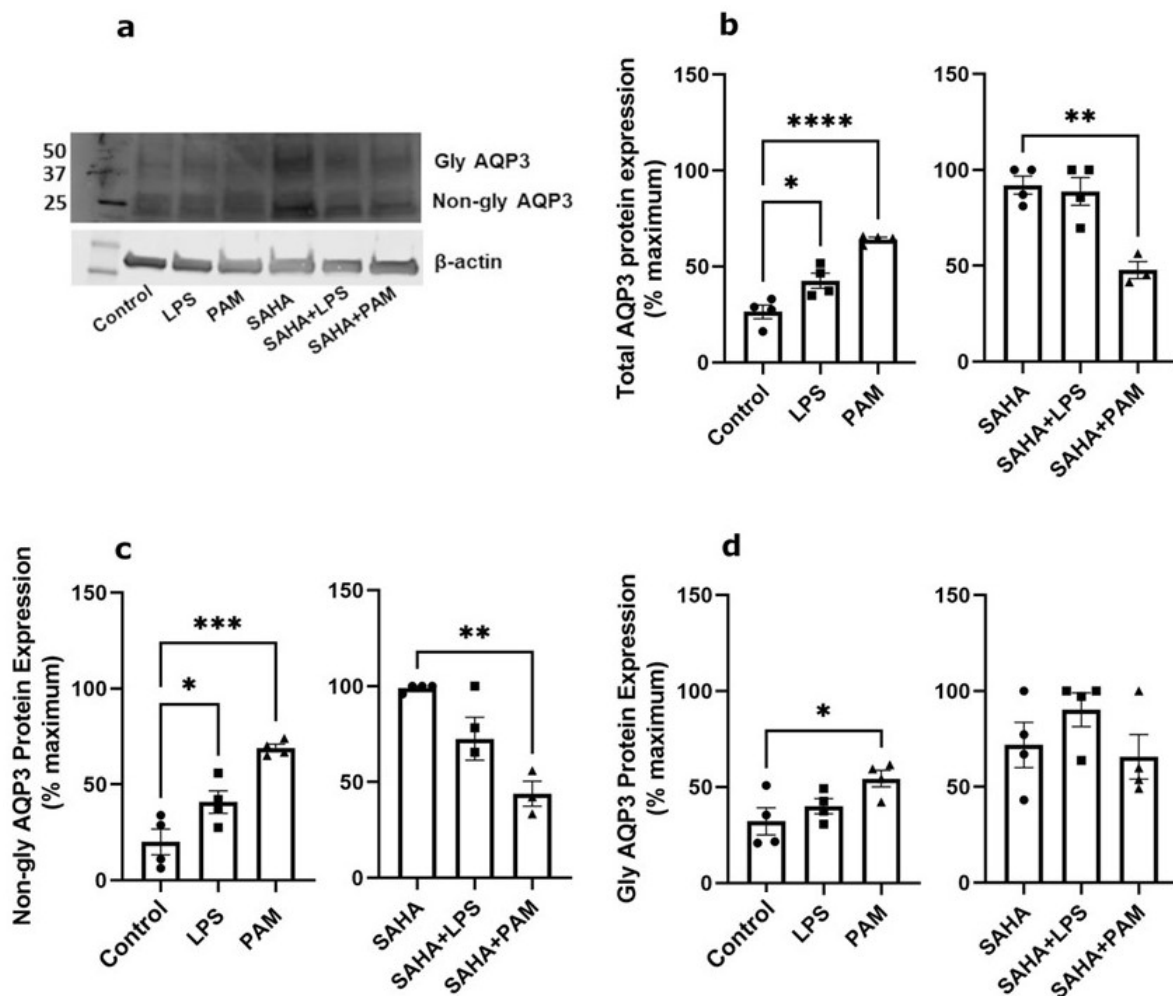 a
50
37
25
Gly AQP3
Non-gly AQP3
β-actin
Control
LPS
PAM
SAHA
SAHA+LPS
SAHA+PAM
b
Total AQP3 protein expression
(% maximum)
150
100
50
0
****
*
Control
LPS
PAM
150
100
50
0
**
SAHA
SAHA+LPS
SAHA+PAM
c
Non-gly AQP3 Protein Expression
(% maximum)
150
100
50
0
***
*
Control
LPS
PAM
150
100
50
0
**
SAHA
SAHA+LPS
SAHA+PAM
d
Gly AQP3 Protein Expression
(% maximum)
150
100
50
0
*
Control
LPS
PAM
150
100
50
0
SAHA
SAHA+LPS
SAHA+PAM